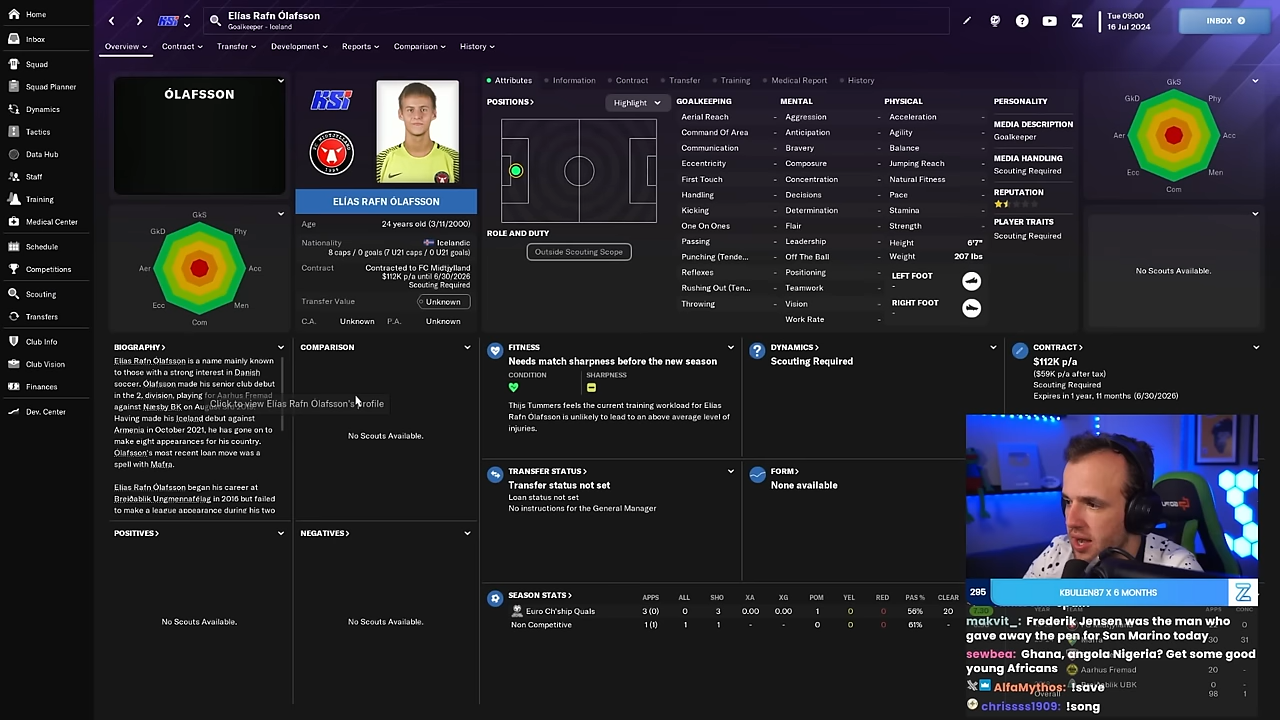 Home
Inbox
Squad
Squad Planner
Dynamics
Tactics
Data Hub
Staff
Training
Medical Center
Schedule
Competitions
Scouting
Transfers
Club Info
Club Vision
Finances
Dev. Center
KSÍ
Elías Rafn Ólafsson
Goalkeeper - Iceland
Tue 09:00
16 Jul 2024
INBOX
Overview
Contract
Transfer
Development
Reports
Comparison
History
ÓLAFSSON
GkS
Phy
Acc
Men
Com
Ecc
Aer
GkD
KSÍ
ELÍAS RAFN ÓLAFSSON
Age 24 years old (3/11/2000)
Nationality Icelandic
8 caps / 0 goals (7 U21 caps / 0 U21 goals)
Contract Contracted to FC Midtjylland
$112K p/a until 6/30/2026
Scouting Required
Transfer Value Unknown
C.A. Unknown P.A. Unknown
Attributes
Information
Contract
Transfer
Training
Medical Report
History
POSITIONS>
Highlight
ROLE AND DUTY
Outside Scouting Scope
GOALKEEPING
Aerial Reach -
Command Of Area -
Communication -
Eccentricity -
First Touch -
Handling -
Kicking -
One On Ones -
Passing -
Punching (Tende... -
Reflexes -
Rushing Out (Ten... -
Throwing -
MENTAL
Aggression -
Anticipation -
Bravery -
Composure -
Concentration -
Decisions -
Determination -
Flair -
Leadership -
Off The Ball -
Positioning -
Teamwork -
Vision -
Work Rate -
PHYSICAL
Acceleration -
Agility -
Balance -
Jumping Reach -
Natural Fitness -
Pace -
Stamina -
Strength -
Height 6'7"
Weight 207 lbs
LEFT FOOT
-
RIGHT FOOT
-
PERSONALITY
MEDIA DESCRIPTION
Goalkeeper
MEDIA HANDLING
Scouting Required
REPUTATION
PLAYER TRAITS
Scouting Required
GkS
Phy
Acc
Men
Com
Ecc
Aer
GkD
No Scouts Available.
BIOGRAPHY>
Elías Rafn Ólafsson is a name mainly known
to those with a strong interest in Danish
soccer. Ólafsson made his senior club debut
in the 2. division, playing for Aarhus Fremad
against Næsby BK on Au
Having made his Iceland debut against
Armenia in October 2021, he has gone on to
make eight appearances for his country.
Ólafsson's most recent loan move was a
spell with Mafra.
Elías Rafn Ólafsson began his career at
Breiðablik Ungmennafélag in 2016 but failed
to make a league appearance during his two
Click to view Elías Rafn Ólafsson's profile
COMPARISON
No Scouts Available.
POSITIVES>
No Scouts Available.
NEGATIVES>
No Scouts Available.
FITNESS
Needs match sharpness before the new season
CONDITION
SHARPNESS
Thijs Tummers feels the current training workload for Elías
Rafn Ólafsson is unlikely to lead to an above average level of
injuries.
DYNAMICS>
Scouting Required
CONTRACT>
$112K p/a
($59K p/a after tax)
Scouting Required
Expires in 1 year, 11 months (6/30/2026)
TRANSFER STATUS>
Transfer status not set
Loan status not set
No instructions for the General Manager
FORM>
None available
SEASON STATS> APPS ALL SHO XA XG POM YEL RED PAS % CLEAR
Euro Ch'ship Quals 3 (0) 0 3 0.00 0.00 1 0 0 56% 20
Non Competitive 1 (1) 1 1 - - - 0 0 61% -
295
KBULLEN87 X 6 MONTHS
makvit_: Frederik Jensen was the man who
gave away the pen for San Marino today
sewbea: Ghana, angola Nigeria? Get some good
young Africans
AlfaMythos: !save
chrissss1909: !song
Aarhus Fremad 20 -
Overall 98 1